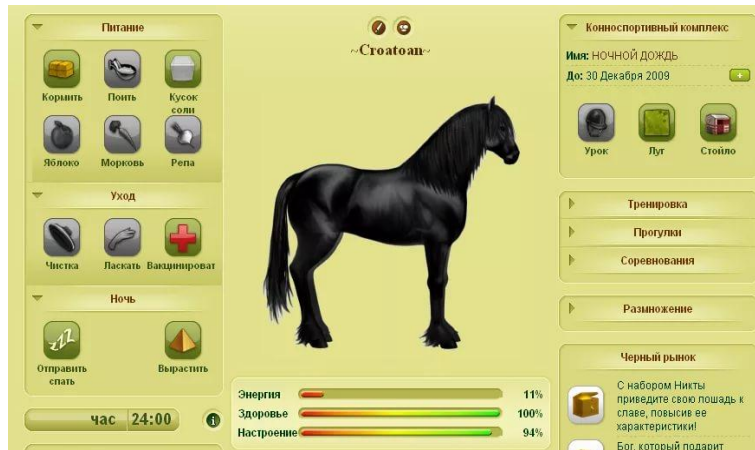 Питание
Кормить
Поить
Кусок
соли
Яблоко
Морковь
Репа
Уход
Чистка
Ласкать
Вакцинироват
Ночь
Отправить
спать
Вырастить
час 24:00
~Croatoan~
Энергия 11%
Здоровье 100%
Настроение 94%
Конноспортивный комплекс
Имя: НОЧНОЙ ДОЖДЬ
До: 30 Декабря 2009
Урок
Луг
Стойло
Тренировка
Прогулки
Соревнования
Размножение
Черный рынок
С набором Никты
приведите свою лошадь к
славе, повысив ее
характеристики!
Бог, который подарит